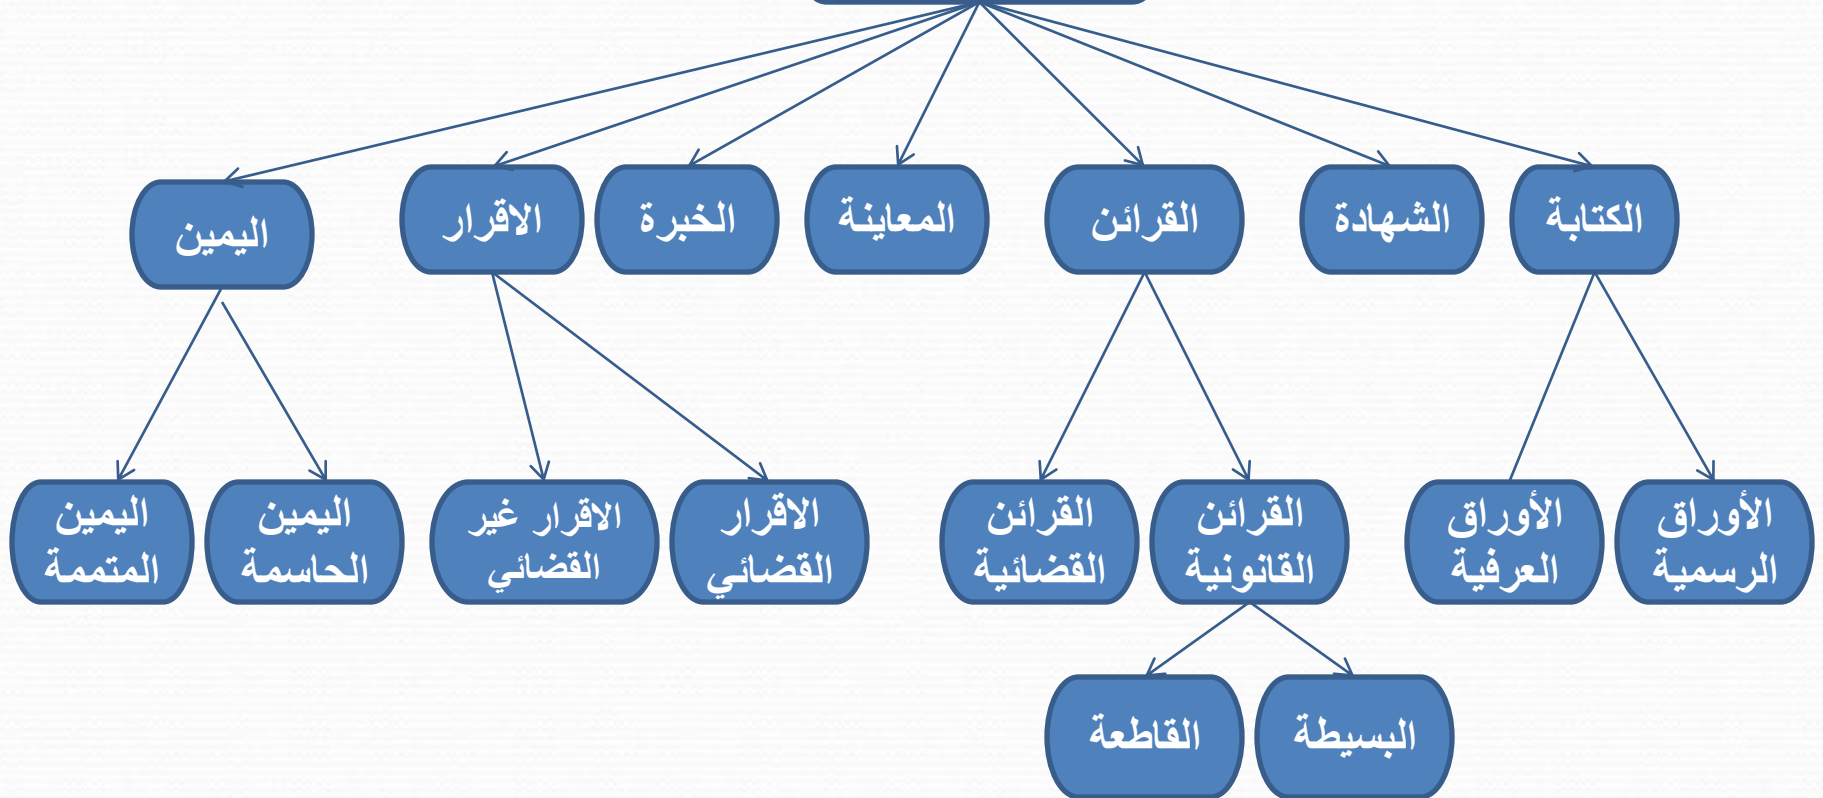 الكتابة
الشهادة
القرائن
المعاينة
الخبرة
الاقرار
اليمين
الأوراق
الرسمية
الأوراق
العرفية
القرائن
القانونية
القرائن
القضائية
الاقرار
القضائي
الاقرار غير
القضائي
اليمين
الحاسمة
اليمين
المتممة
البسيطة
القاطعة